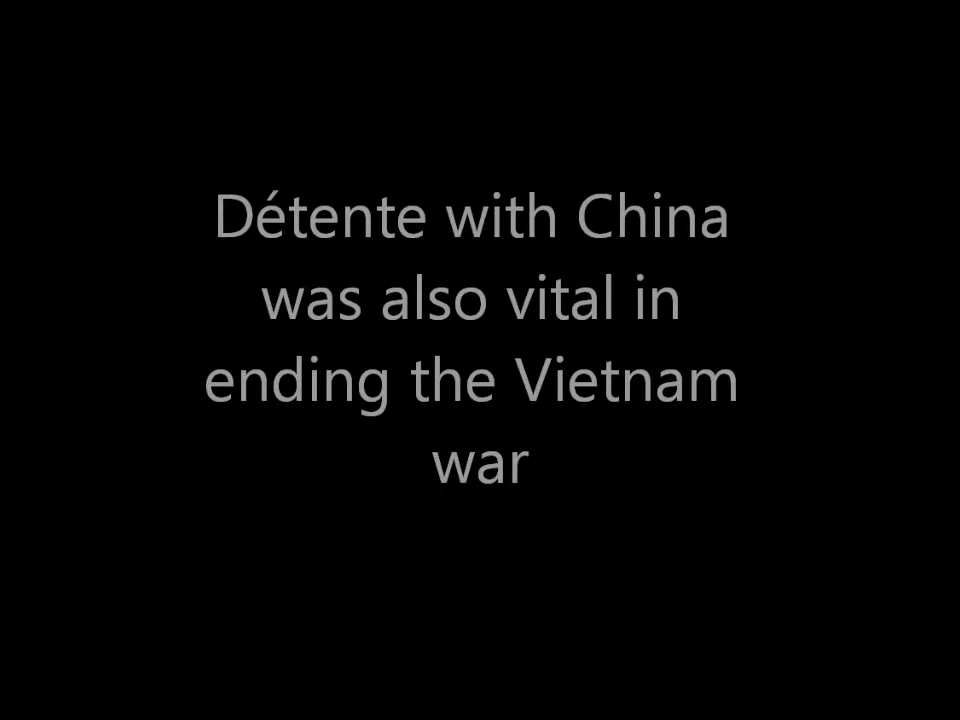 Détente with China
was also vital in
ending the Vietnam
war